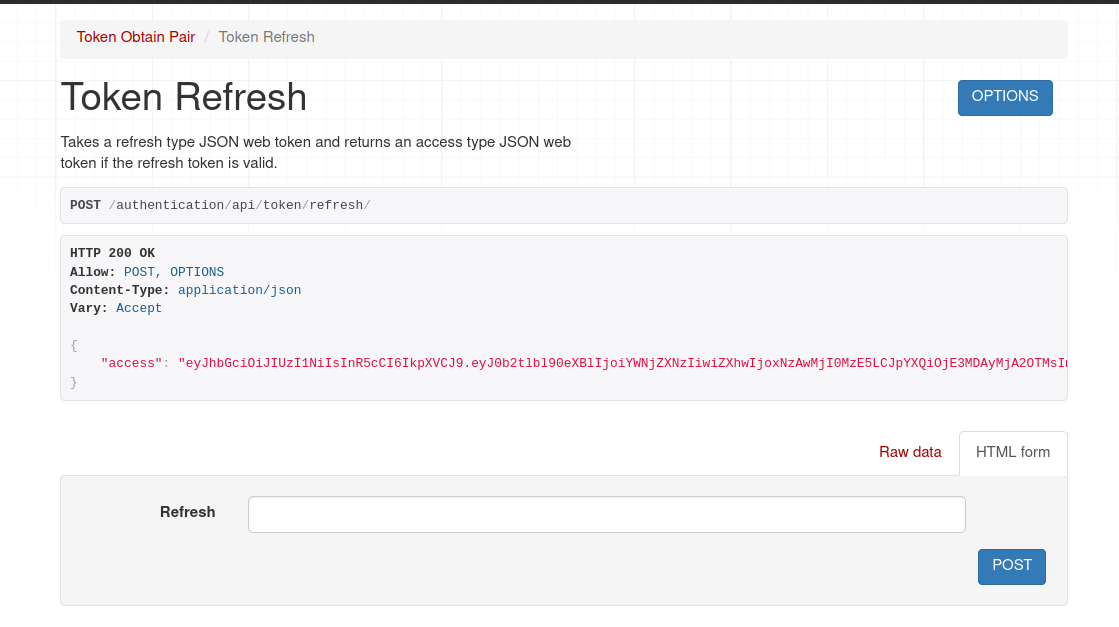 Token Obtain Pair / Token Refresh
Token Refresh
OPTIONS
Takes a refresh type JSON web token and returns an access type JSON web
token if the refresh token is valid.
POST /authentication/api/token/refresh/
HTTP 200 OK
Allow: POST, OPTIONS
Content-Type: application/json
Vary: Accept
{
"access": "eyJhbGciOiJIUzI1NiIsInR5cCI6IkpXVCJ9.eyJ0b2tlbl90eXBlIjoiYWNjZXNzIiwiZXhwIjoxNzAwMjI0MzE5LCJpYXQiOjE3MDAyMjA2OTMsIn
}
Raw data
HTML form
Refresh
POST